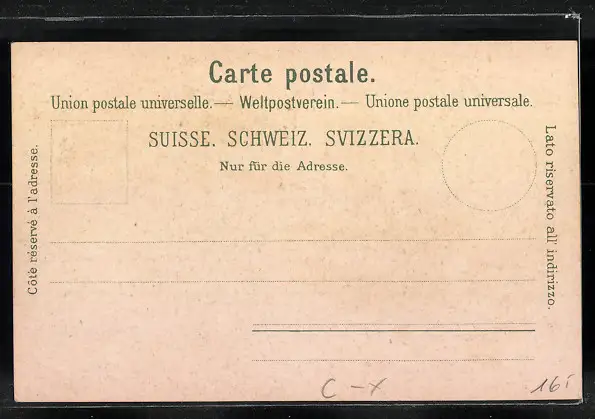 Carte postale.
Union postale universelle. — Weltpostverein. — Unione postale universale.
SUISSE. SCHWEIZ. SVIZZERA.
Nur für die Adresse.
Côté réservé à l'adresse.
Lato riservato all' indirizzo.
C – x